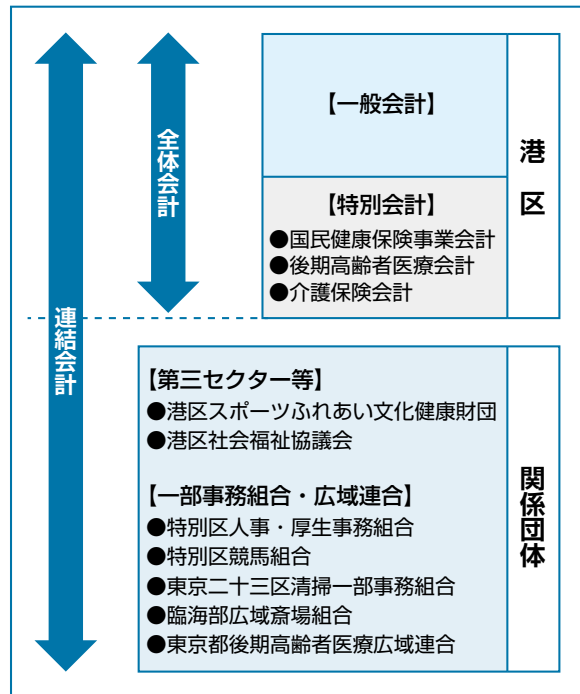 連結会計
全体会計
【一般会計】
【特別会計】
●国民健康保険事業会計
●後期高齢者医療会計
●介護保険会計
港区
【第三セクター等】
●港区スポーツふれあい文化健康財団
●港区社会福祉協議会
【一部事務組合・広域連合】
●特別区人事・厚生事務組合
●特別区競馬組合
●東京二十三区清掃一部事務組合
●臨海部広域斎場組合
●東京都後期高齢者医療広域連合
関係団体